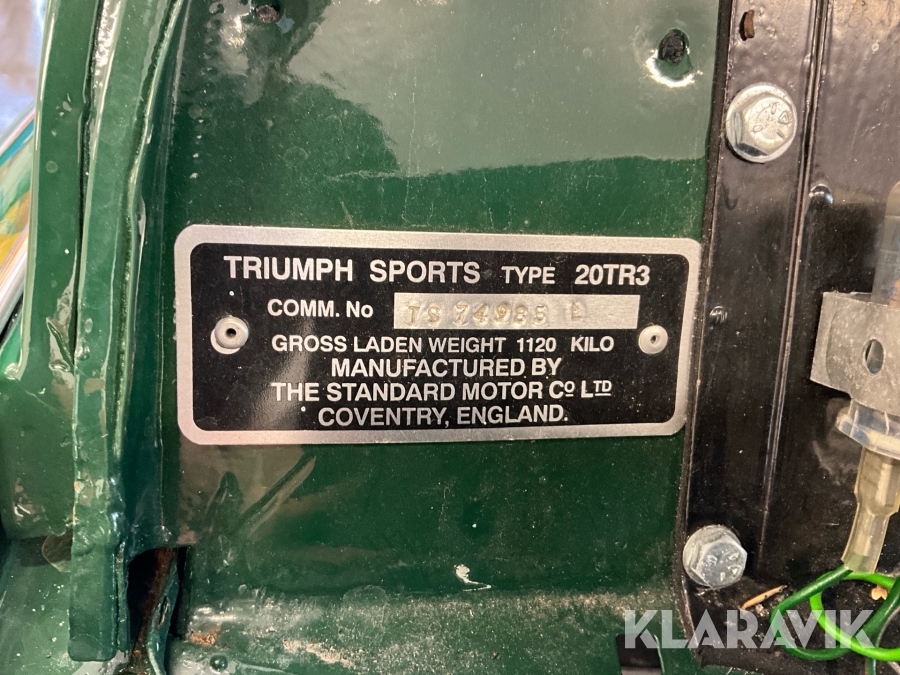 TRIUMPH SPORTS TYPE 20TR3
COMM. No TS 74985 L
GROSS LADEN WEIGHT 1120 KILO
MANUFACTURED BY
THE STANDARD MOTOR Co LTD
COVENTRY, ENGLAND.
KLARAVIK